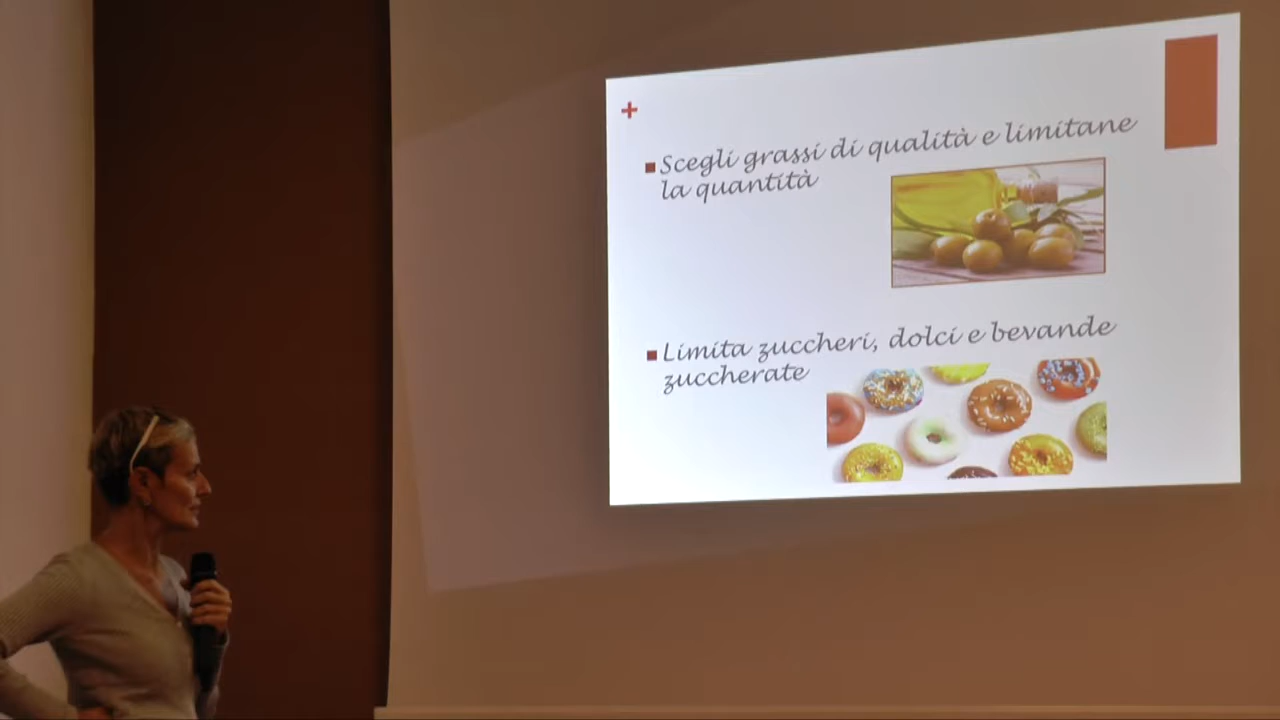 Scegli grassi di qualità e limitane
la quantità
Limita zuccheri, dolci e bevande
zuccherate